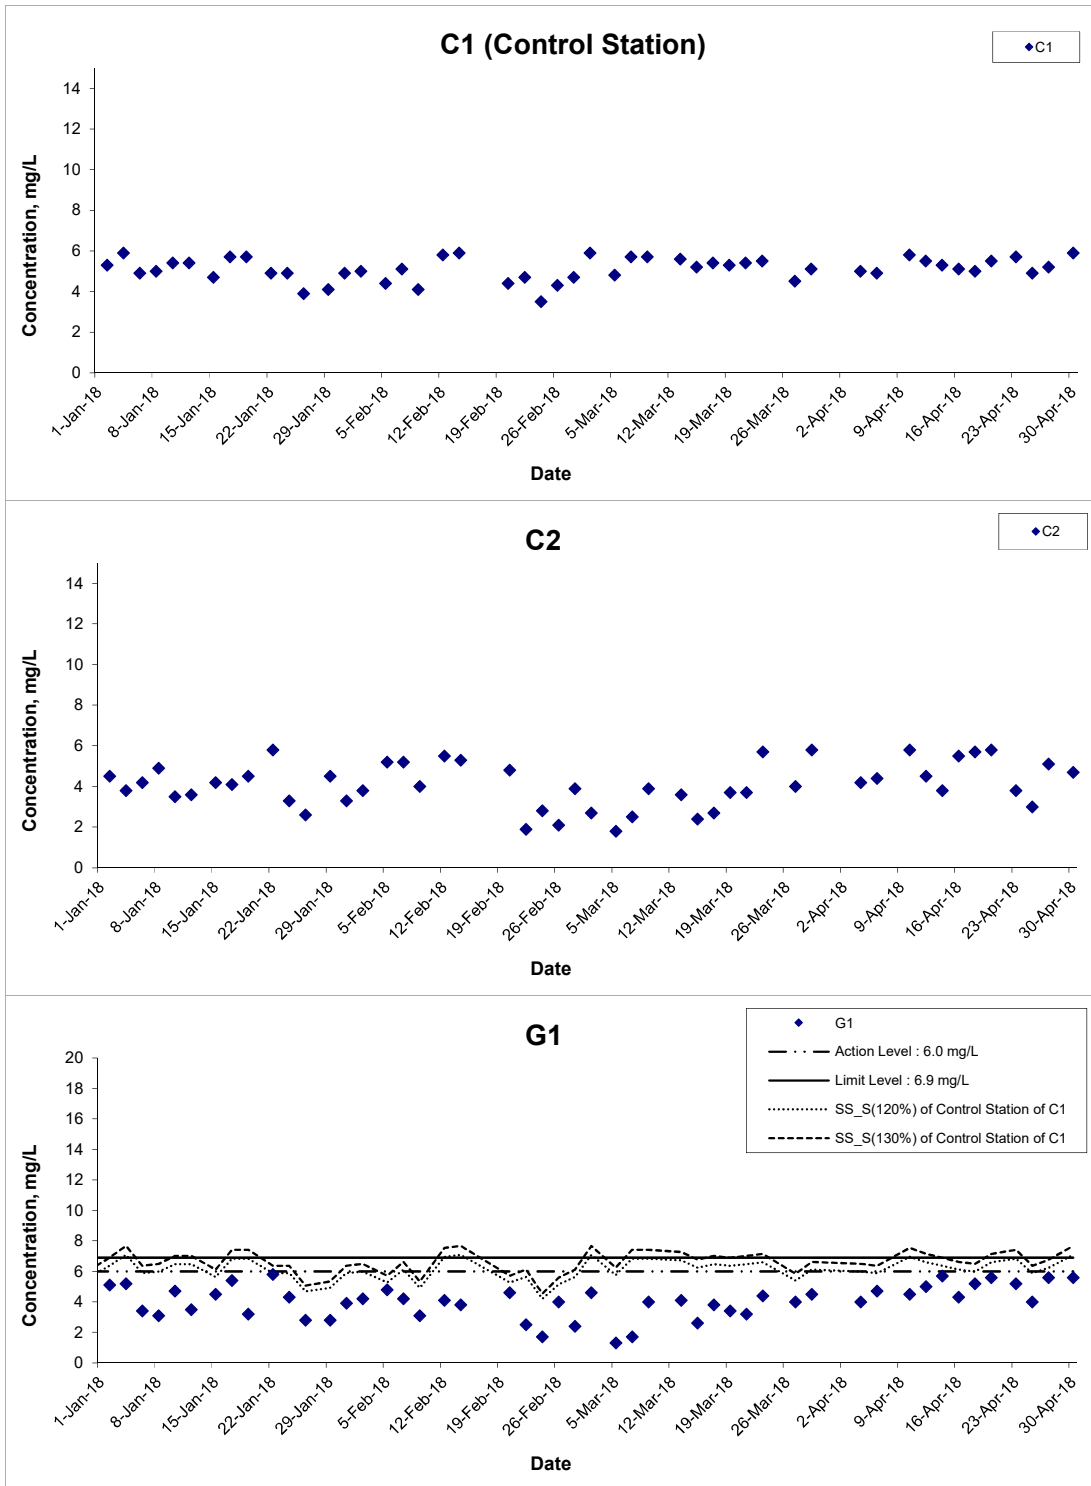 C1 (Control Station)
C1
Concentration, mg/L
14
12
10
8
6
4
2
0
1-Jan-18
8-Jan-18
15-Jan-18
22-Jan-18
29-Jan-18
5-Feb-18
12-Feb-18
19-Feb-18
26-Feb-18
5-Mar-18
12-Mar-18
19-Mar-18
26-Mar-18
2-Apr-18
9-Apr-18
16-Apr-18
23-Apr-18
30-Apr-18
Date
C2
C2
Concentration, mg/L
14
12
10
8
6
4
2
0
1-Jan-18
8-Jan-18
15-Jan-18
22-Jan-18
29-Jan-18
5-Feb-18
12-Feb-18
19-Feb-18
26-Feb-18
5-Mar-18
12-Mar-18
19-Mar-18
26-Mar-18
2-Apr-18
9-Apr-18
16-Apr-18
23-Apr-18
30-Apr-18
Date
G1
G1
Action Level : 6.0 mg/L
Limit Level : 6.9 mg/L
SS_S(120%) of Control Station of C1
SS_S(130%) of Control Station of C1
Concentration, mg/L
20
18
16
14
12
10
8
6
4
2
0
1-Jan-18
8-Jan-18
15-Jan-18
22-Jan-18
29-Jan-18
5-Feb-18
12-Feb-18
19-Feb-18
26-Feb-18
5-Mar-18
12-Mar-18
19-Mar-18
26-Mar-18
2-Apr-18
9-Apr-18
16-Apr-18
23-Apr-18
30-Apr-18
Date